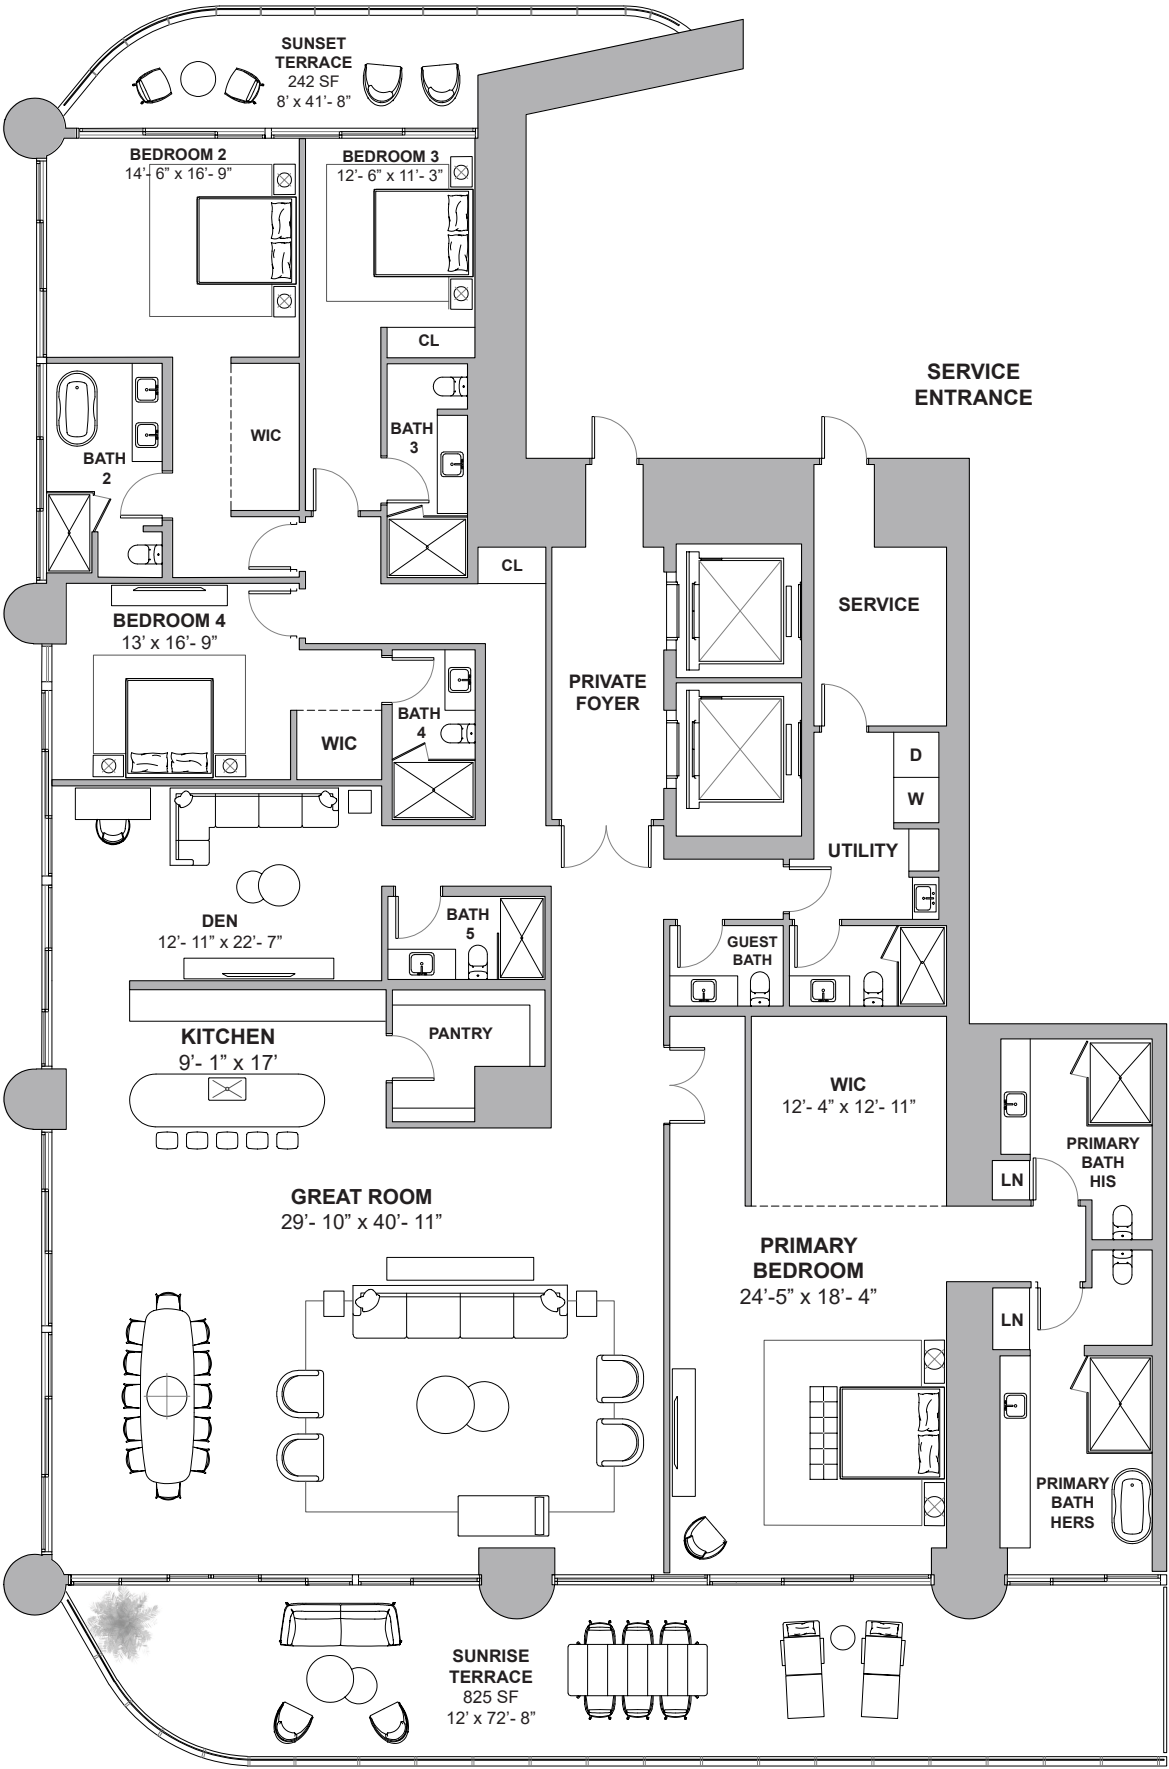 SUNSET
TERRACE
242 SF
8' x 41'- 8”
BEDROOM 2
14'- 6” x 16'- 9”
BEDROOM 3
12'- 6” x 11'- 3”
CL
WIC
BATH
2
BATH
3
SERVICE
ENTRANCE
CL
BEDROOM 4
13' x 16'- 9”
SERVICE
PRIVATE
FOYER
BATH
4
WIC
D
W
UTILITY
DEN
12'- 11” x 22'- 7”
BATH
5
GUEST
BATH
KITCHEN
9'- 1” x 17'
PANTRY
WIC
12'- 4” x 12'- 11”
PRIMARY
BATH
HIS
LN
GREAT ROOM
29'- 10” x 40'- 11”
PRIMARY
BEDROOM
24'-5” x 18'- 4”
LN
PRIMARY
BATH
HERS
SUNRISE
TERRACE
825 SF
12' x 72'- 8”